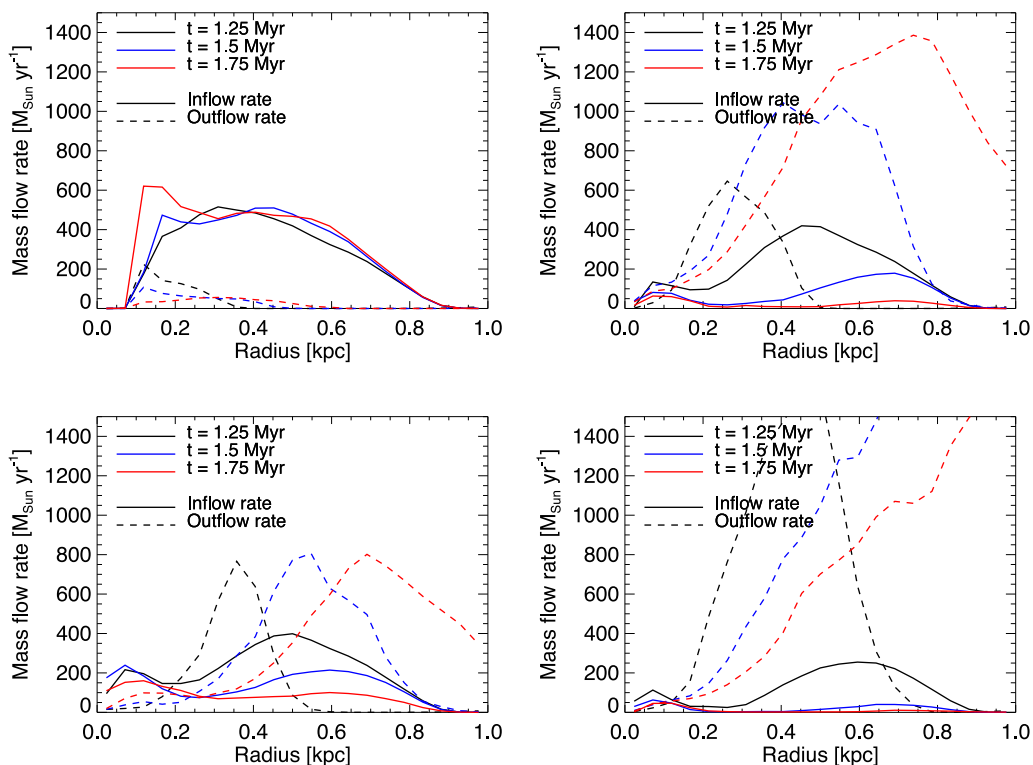 1400
1200
1000
800
600
400
200
0
Mass flow rate [M_Sun yr^-1]
t = 1.25 Myr
t = 1.5 Myr
t = 1.75 Myr
Inflow rate
Outflow rate
0.0 0.2 0.4 0.6 0.8 1.0
Radius [kpc]
1400
1200
1000
800
600
400
200
0
Mass flow rate [M_Sun yr^-1]
t = 1.25 Myr
t = 1.5 Myr
t = 1.75 Myr
Inflow rate
Outflow rate
0.0 0.2 0.4 0.6 0.8 1.0
Radius [kpc]
1400
1200
1000
800
600
400
200
0
Mass flow rate [M_Sun yr^-1]
t = 1.25 Myr
t = 1.5 Myr
t = 1.75 Myr
Inflow rate
Outflow rate
0.0 0.2 0.4 0.6 0.8 1.0
Radius [kpc]
1400
1200
1000
800
600
400
200
0
Mass flow rate [M_Sun yr^-1]
t = 1.25 Myr
t = 1.5 Myr
t = 1.75 Myr
Inflow rate
Outflow rate
0.0 0.2 0.4 0.6 0.8 1.0
Radius [kpc]